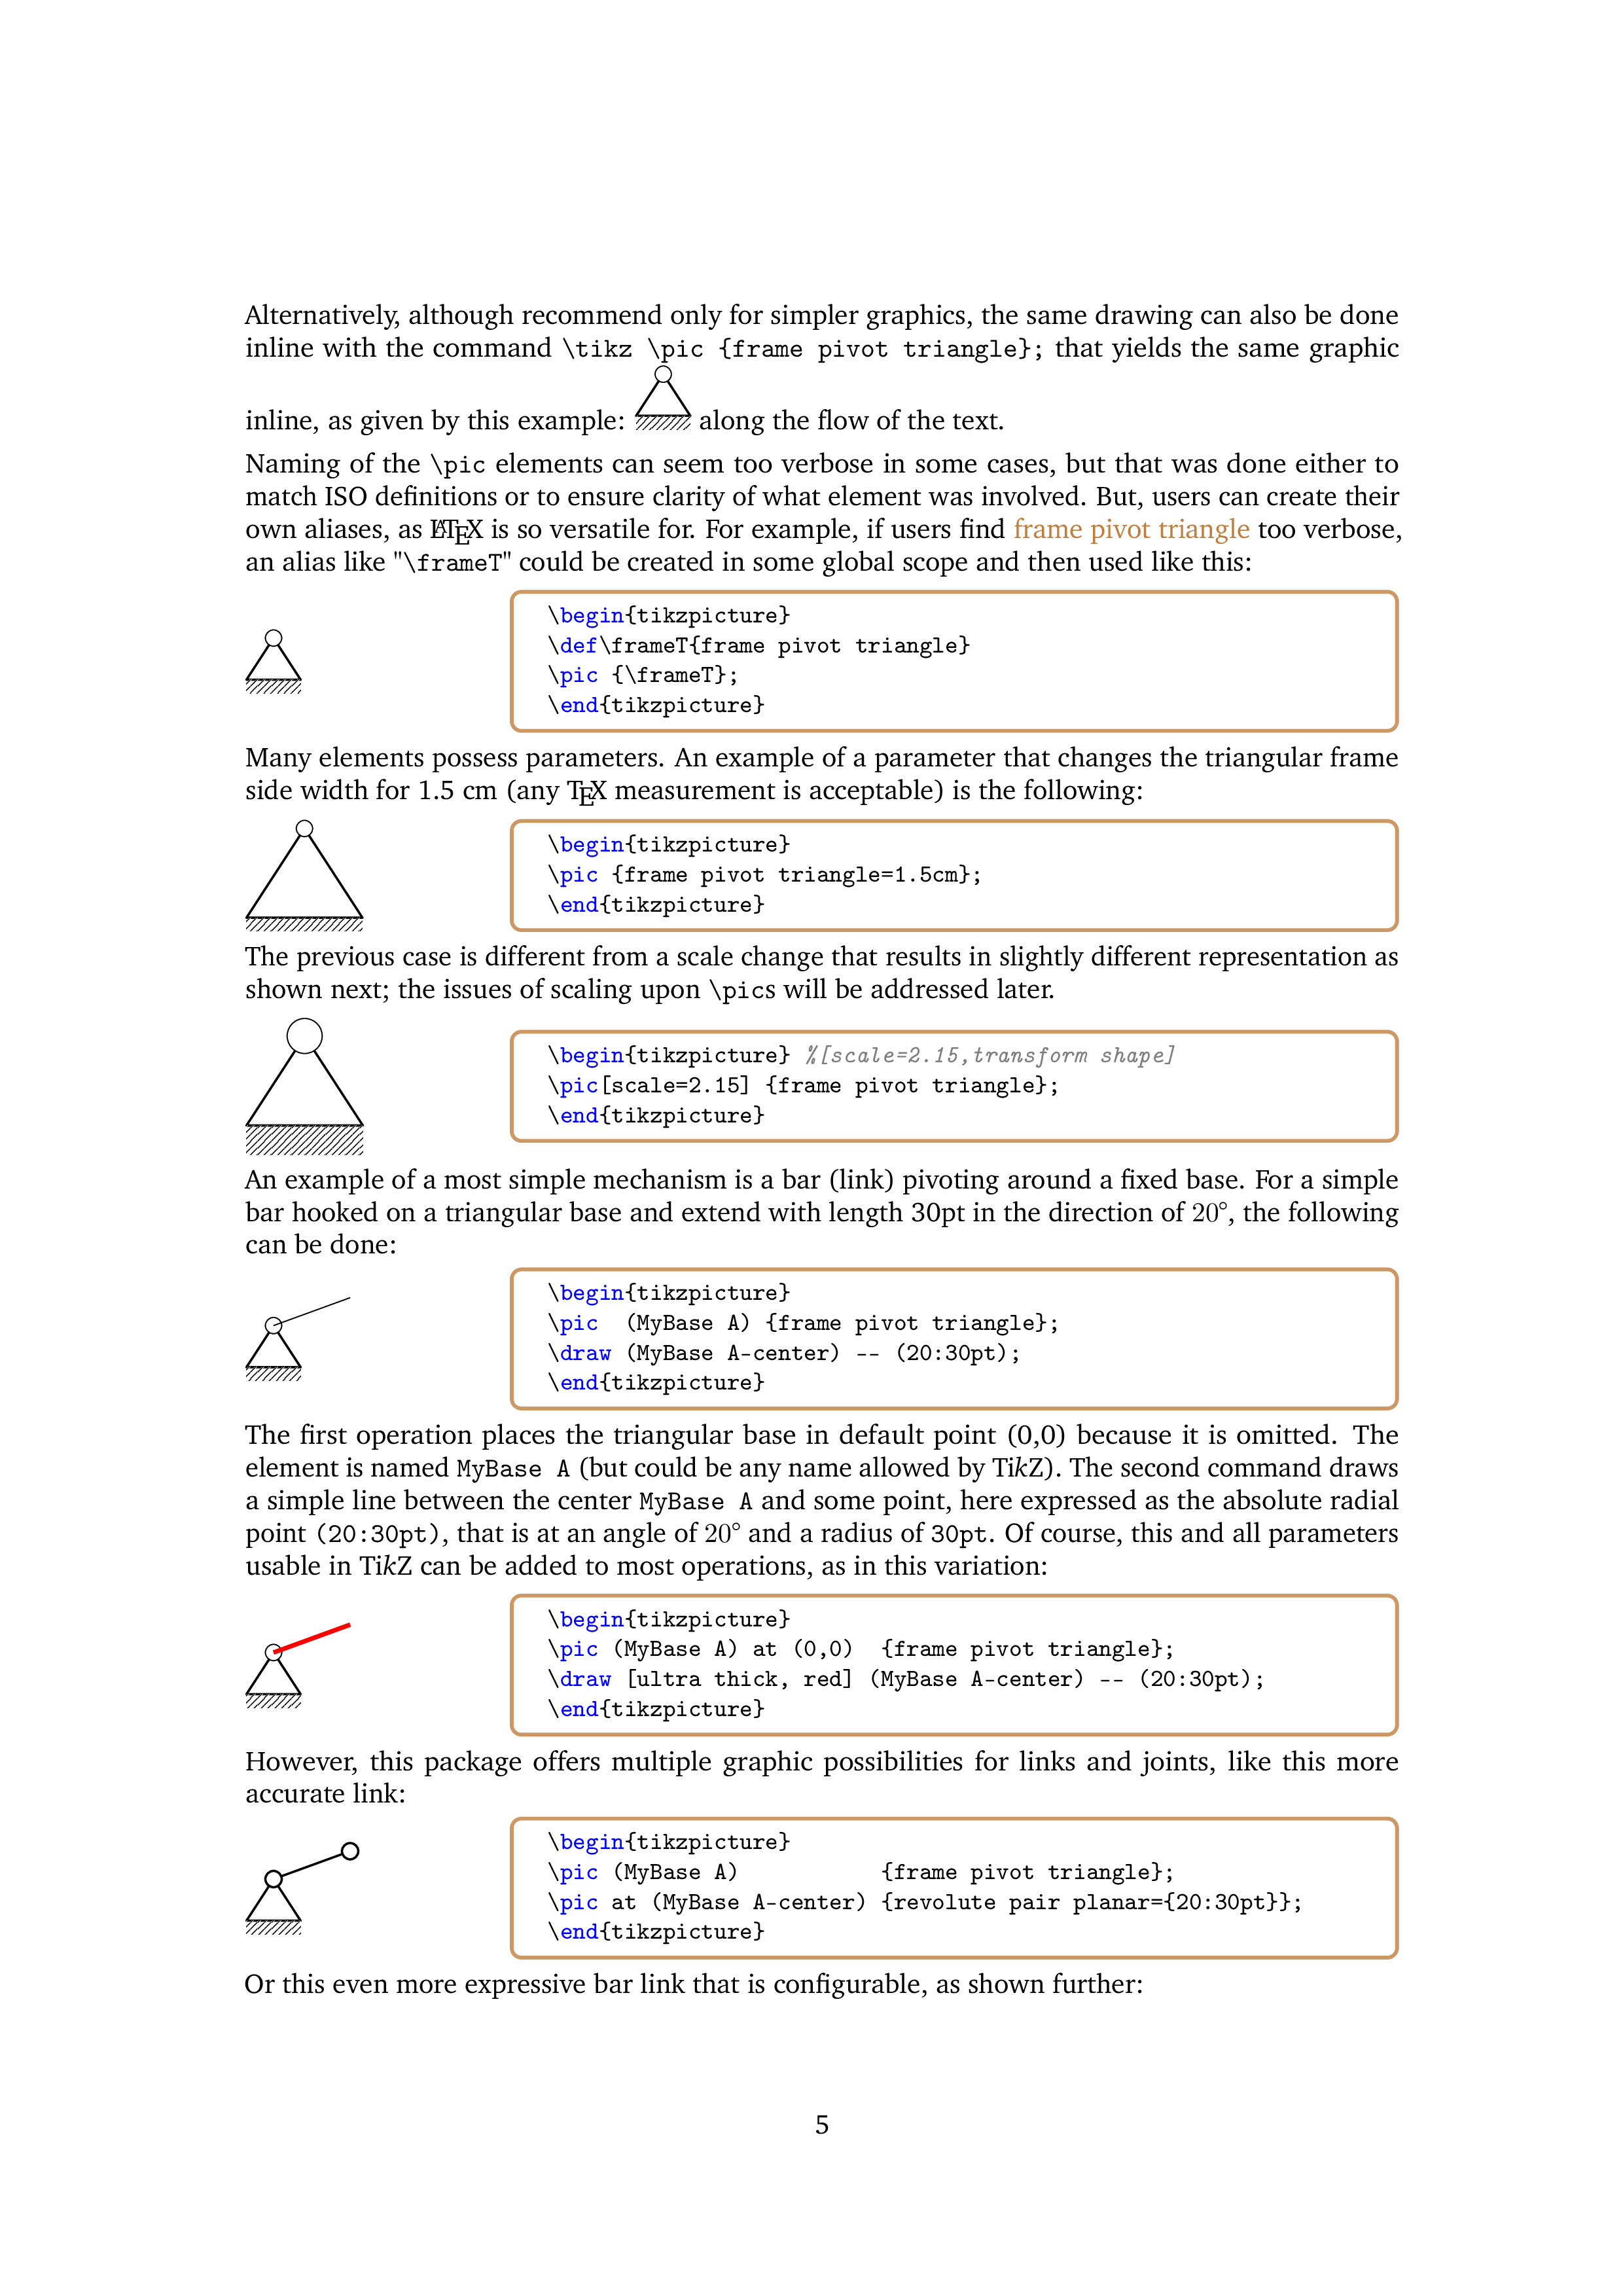 Alternatively, although recommend only for simpler graphics, the same drawing can also be done
inline with the command \tikz \pic {frame pivot triangle}; that yields the same graphic
inline, as given by this example: along the flow of the text.
Naming of the \pic elements can seem too verbose in some cases, but that was done either to
match ISO definitions or to ensure clarity of what element was involved. But, users can create their
own aliases, as LATEX is so versatile for. For example, if users find frame pivot triangle too verbose,
an alias like "\frameT" could be created in some global scope and then used like this:
\begin{tikzpicture}
\def\frameT{frame pivot triangle}
\pic {\frameT};
\end{tikzpicture}
Many elements possess parameters. An example of a parameter that changes the triangular frame
side width for 1.5 cm (any TEX measurement is acceptable) is the following:
\begin{tikzpicture}
\pic {frame pivot triangle=1.5cm};
\end{tikzpicture}
The previous case is different from a scale change that results in slightly different representation as
shown next; the issues of scaling upon \pics will be addressed later.
\begin{tikzpicture} %[scale=2.15,transform shape]
\pic[scale=2.15] {frame pivot triangle};
\end{tikzpicture}
An example of a most simple mechanism is a bar (link) pivoting around a fixed base. For a simple
bar hooked on a triangular base and extend with length 30pt in the direction of 20°, the following
can be done:
\begin{tikzpicture}
\pic  (MyBase A) {frame pivot triangle};
\draw (MyBase A-center) -- (20:30pt);
\end{tikzpicture}
The first operation places the triangular base in default point (0,0) because it is omitted. The
element is named MyBase A (but could be any name allowed by TikZ). The second command draws
a simple line between the center MyBase A and some point, here expressed as the absolute radial
point (20:30pt), that is at an angle of 20° and a radius of 30pt. Of course, this and all parameters
usable in TikZ can be added to most operations, as in this variation:
\begin{tikzpicture}
\pic (MyBase A) at (0,0)  {frame pivot triangle};
\draw [ultra thick, red] (MyBase A-center) -- (20:30pt);
\end{tikzpicture}
However, this package offers multiple graphic possibilities for links and joints, like this more
accurate link:
\begin{tikzpicture}
\pic (MyBase A)           {frame pivot triangle};
\pic at (MyBase A-center) {revolute pair planar={20:30pt}};
\end{tikzpicture}
Or this even more expressive bar link that is configurable, as shown further:
5